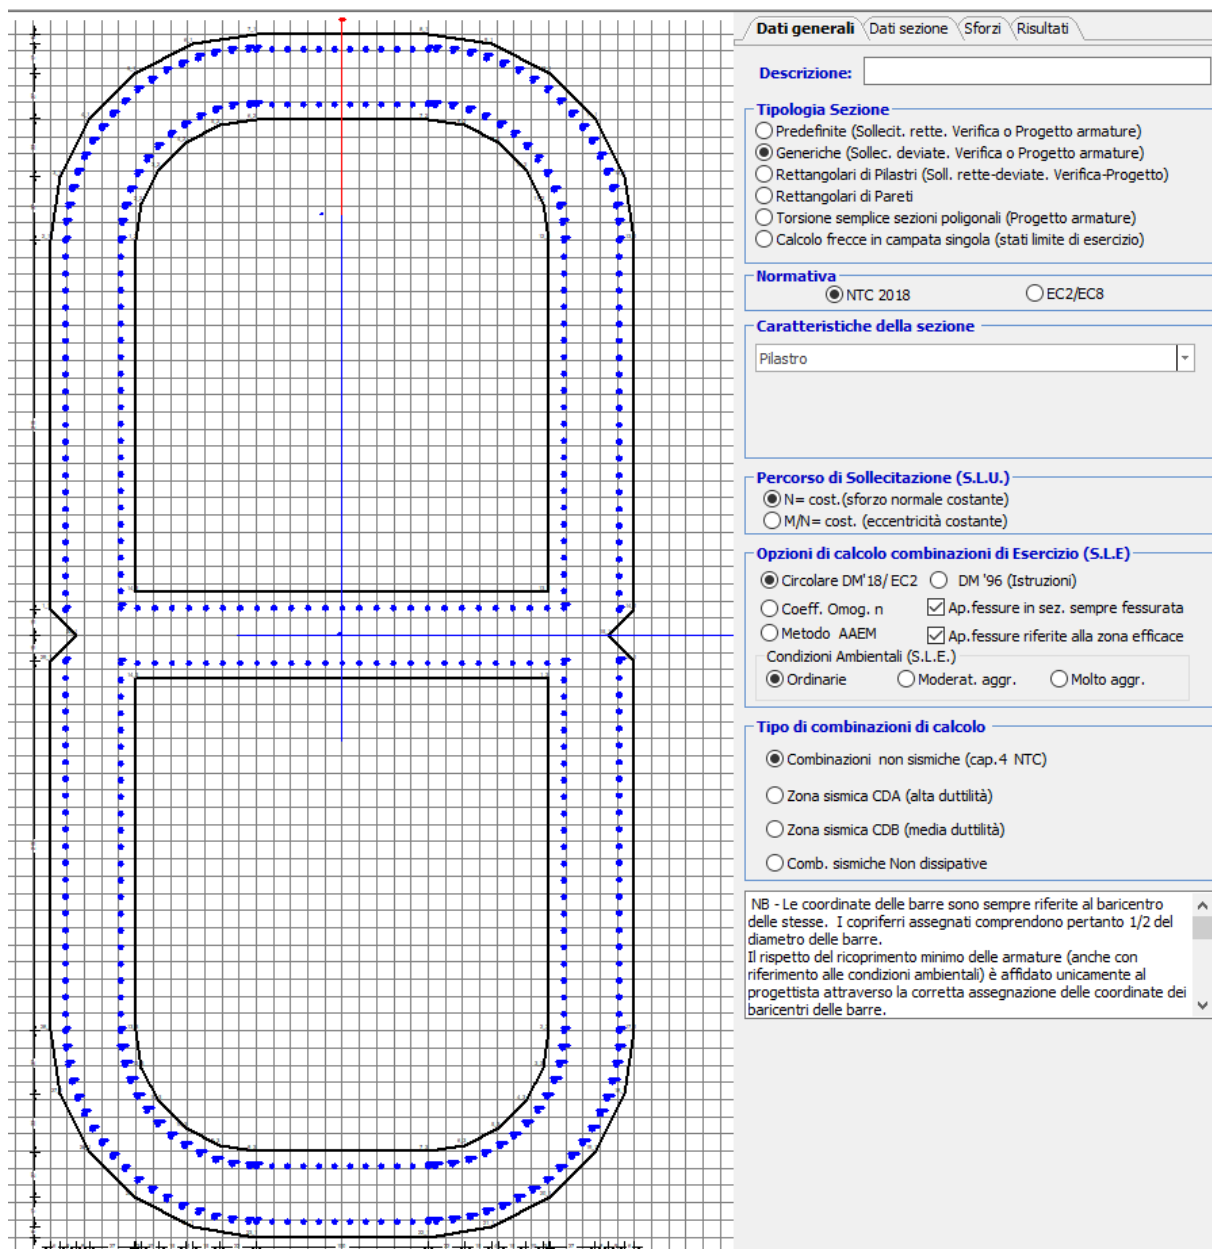 Dati generali
Dati sezione
Sforzi
Risultati
Descrizione:
Tipologia Sezione
Predefinite (Sollecit. rette. Verifica o Progetto armature)
Generiche (Sollec. deviate. Verifica o Progetto armature)
Rettangolari di Pilastri (Soll. rette-deviate. Verifica-Progetto)
Rettangolari di Pareti
Torsione semplice sezioni poligonali (Progetto armature)
Calcolo frecce in campata singola (stati limite di esercizio)
Normativa
NTC 2018
EC2/EC8
Caratteristiche della sezione
Pilastro
Percorso di Sollecitazione (S.L.U.)
N= cost.(sforzo normale costante)
M/N= cost. (eccentricità costante)
Opzioni di calcolo combinazioni di Esercizio (S.L.E)
Circolare DM'18/ EC2
DM '96 (Istruzioni)
Coeff. Omog. n
Ap.fessure in sez. sempre fessurata
Metodo AAEM
Ap.fessure riferite alla zona efficace
Condizioni Ambientali (S.L.E.)
Ordinarie
Moderat. aggr.
Molto aggr.
Tipo di combinazioni di calcolo
Combinazioni non sismiche (cap.4 NTC)
Zona sismica CDA (alta duttilità)
Zona sismica CDB (media duttilità)
Comb. sismiche Non dissipative
NB - Le coordinate delle barre sono sempre riferite al baricentro
delle stesse. I copriferri assegnati comprendono pertanto 1/2 del
diametro delle barre.
Il rispetto del ricoprimento minimo delle armature (anche con
riferimento alle condizioni ambientali) è affidato unicamente al
progettista attraverso la corretta assegnazione delle coordinate dei
baricentri delle barre.